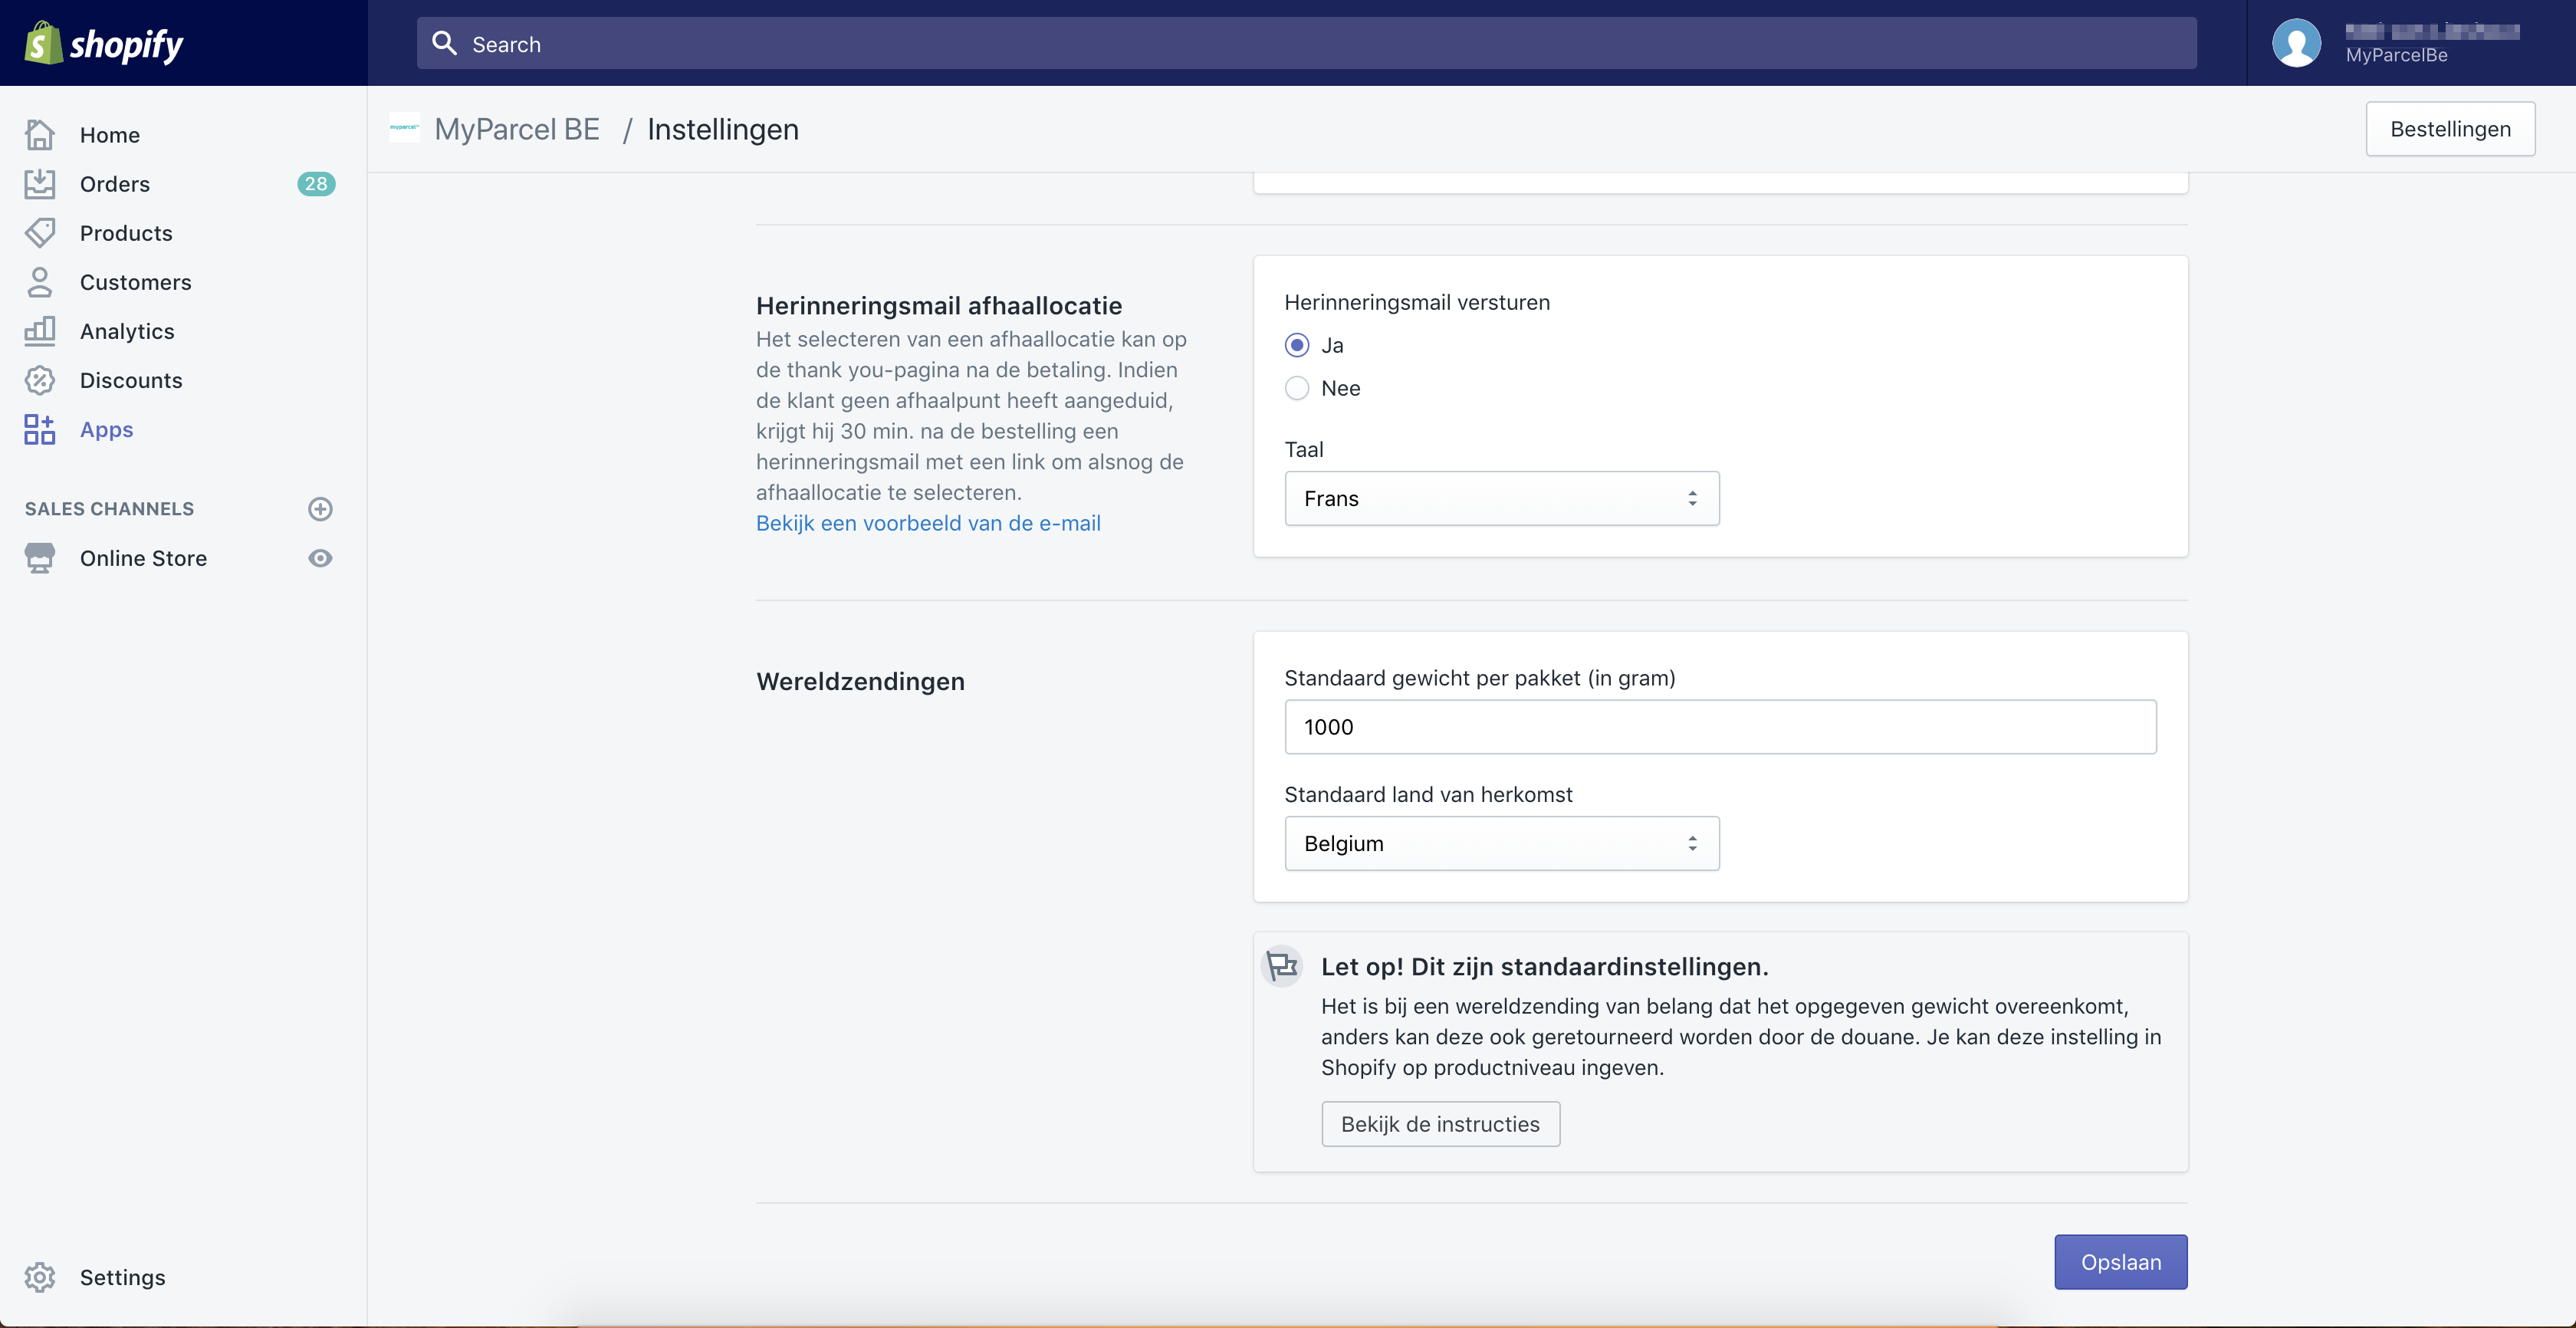 shopify
Search
MyParcelBe
Home
Orders
28
Products
Customers
Analytics
Discounts
Apps
SALES CHANNELS
Online Store
Settings
myparcel
MyParcel BE / Instellingen
Bestellingen
Herinneringsmail afhaallocatie
Het selecteren van een afhaallocatie kan op
de thank you-pagina na de betaling. Indien
de klant geen afhaalpunt heeft aangeduid,
krijgt hij 30 min. na de bestelling een
herinneringsmail met een link om alsnog de
afhaallocatie te selecteren.
Bekijk een voorbeeld van de e-mail
Herinneringsmail versturen
Ja
Nee
Taal
Frans
Wereldzendingen
Standaard gewicht per pakket (in gram)
1000
Standaard land van herkomst
Belgium
Let op! Dit zijn standaardinstellingen.
Het is bij een wereldzending van belang dat het opgegeven gewicht overeenkomt,
anders kan deze ook geretourneerd worden door de douane. Je kan deze instelling in
Shopify op productniveau ingeven.
Bekijk de instructies
Opslaan